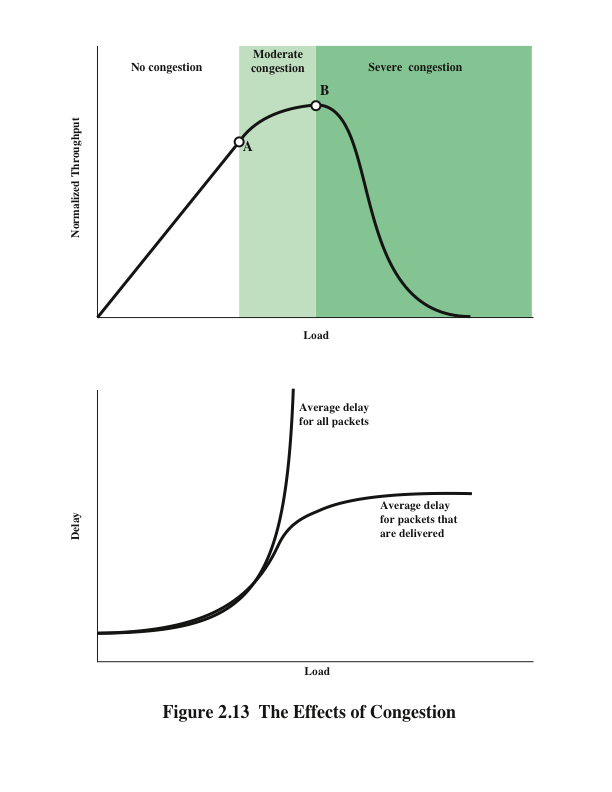 No congestion
Moderate
congestion
Severe congestion
B
A
Normalized Throughput
Load
Average delay
for all packets
Average delay
for packets that
are delivered
Delay
Load
Figure 2.13 The Effects of Congestion